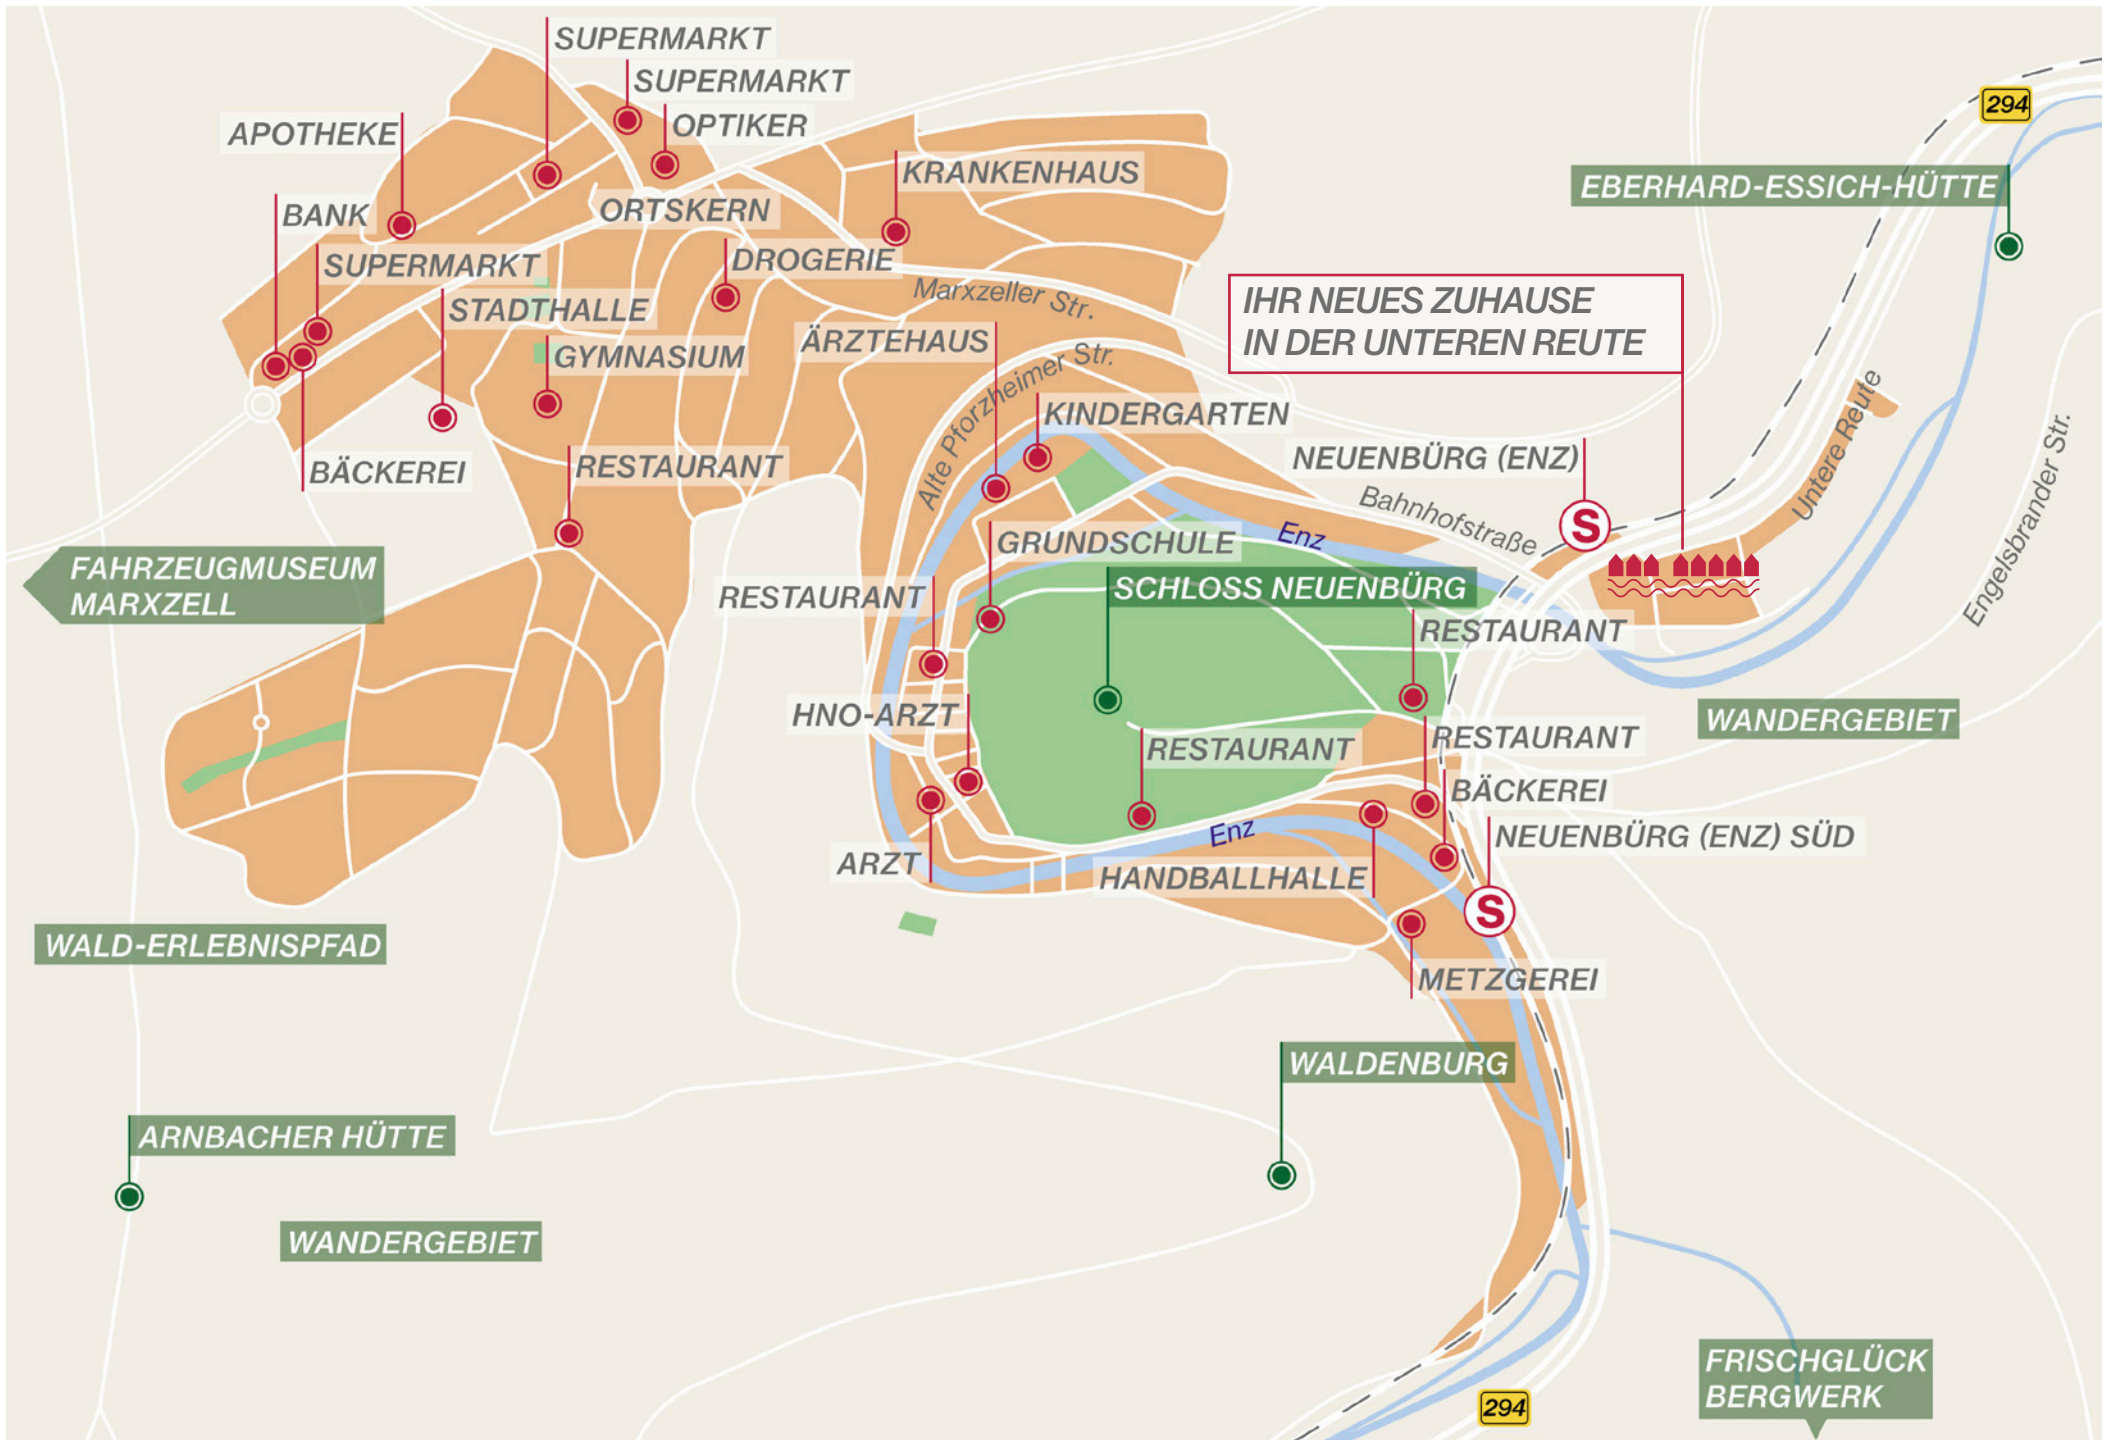 SUPERMARKT
SUPERMARKT
294
OPTIKER
APOTHEKE
KRANKENHAUS
EBERHARD-ESSICH-HÜTTE
ORTSKERN
BANK
DROGERIE
SUPERMARKT
Marxzeller Str.
IHR NEUES ZUHAUSE
IN DER UNTEREN REUTE
STADTHALLE
ÄRZTEHAUS
GYMNASIUM
Alte Pforzheimer Str.
KINDERGARTEN
Untere Reute
NEUENBÜRG (ENZ)
BÄCKEREI
RESTAURANT
Bahnhofstraße
S
Engelsbrander Str.
Enz
GRUNDSCHULE
FAHRZEUGMUSEUM
MARXZELL
SCHLOSS NEUENBÜRG
RESTAURANT
RESTAURANT
HNO-ARZT
WANDERGEBIET
RESTAURANT
RESTAURANT
BÄCKEREI
Enz
NEUENBÜRG (ENZ) SÜD
ARZT
HANDBALLHALLE
S
WALD-ERLEBNISPFAD
METZGEREI
WALDENBURG
ARNBACHER HÜTTE
WANDERGEBIET
FRISCHGLÜCK
BERGWERK
294